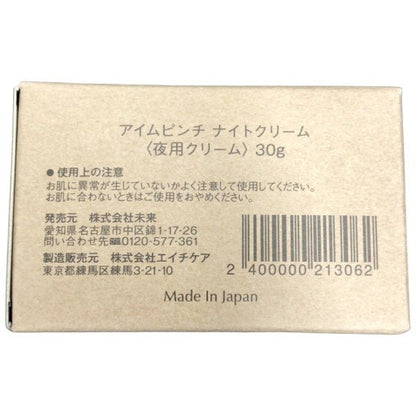 アイムピンチ ナイトクリーム
〈夜用クリーム〉30g
● 使用上の注意
お肌に異常が生じていないかよく注意して使用してください。
お肌に合わないときはご使用をおやめください。
発売元 株式会社未来
愛知県名古屋市中区錦1-17-26
問い合わせ先☎0120-577-361
製造販売元 株式会社エイチケア
東京都練馬区練馬3-21-10
2 400000 213062
Made In Japan